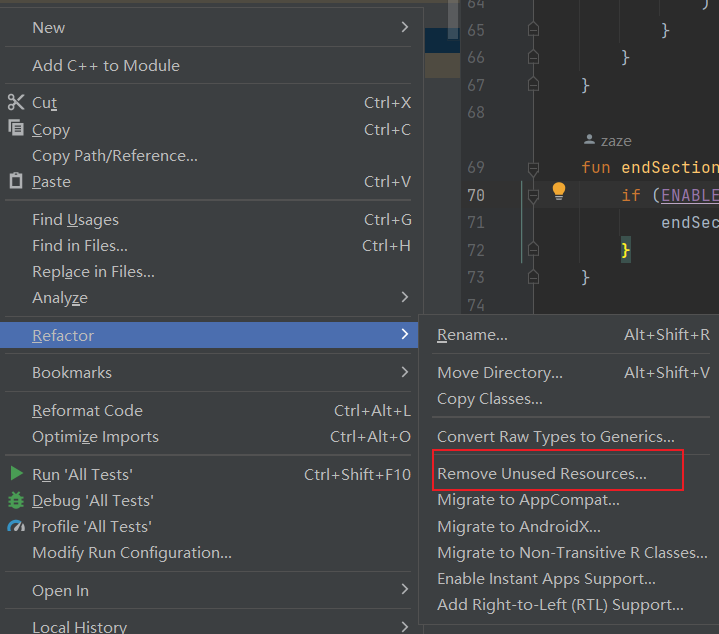 New
Add C++ to Module
Cut Ctrl+X
Copy Ctrl+C
Copy Path/Reference...
Paste Ctrl+V
Find Usages Ctrl+G
Find in Files... Ctrl+H
Replace in Files...
Analyze
Refactor
Bookmarks
Reformat Code Ctrl+Alt+L
Optimize Imports Ctrl+Alt+O
Run 'All Tests' Ctrl+Shift+F10
Debug 'All Tests'
Profile 'All Tests'
Modify Run Configuration...
Open In
Local History
64 )
65 }
66 }
67 }
68
zaze
69 fun endSection
70 if (ENABLE
71 endSec
72 }
73 }
74
Rename... Alt+Shift+R
Move Directory... Alt+Shift+V
Copy Classes...
Convert Raw Types to Generics...
Remove Unused Resources...
Migrate to AppCompat...
Migrate to AndroidX...
Migrate to Non-Transitive R Classes...
Enable Instant Apps Support...
Add Right-to-Left (RTL) Support...